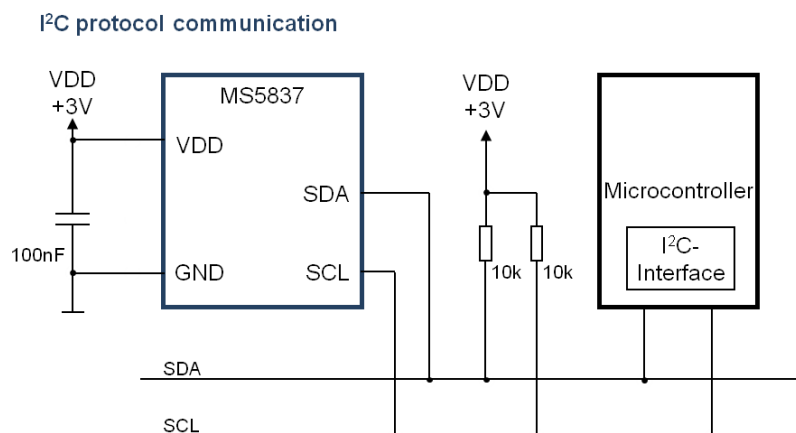 I²C protocol communication
VDD
+3V
MS5837
VDD
SDA
100nF
GND
SCL
VDD
+3V
10k
10k
Microcontroller
I²C-
Interface
SDA
SCL